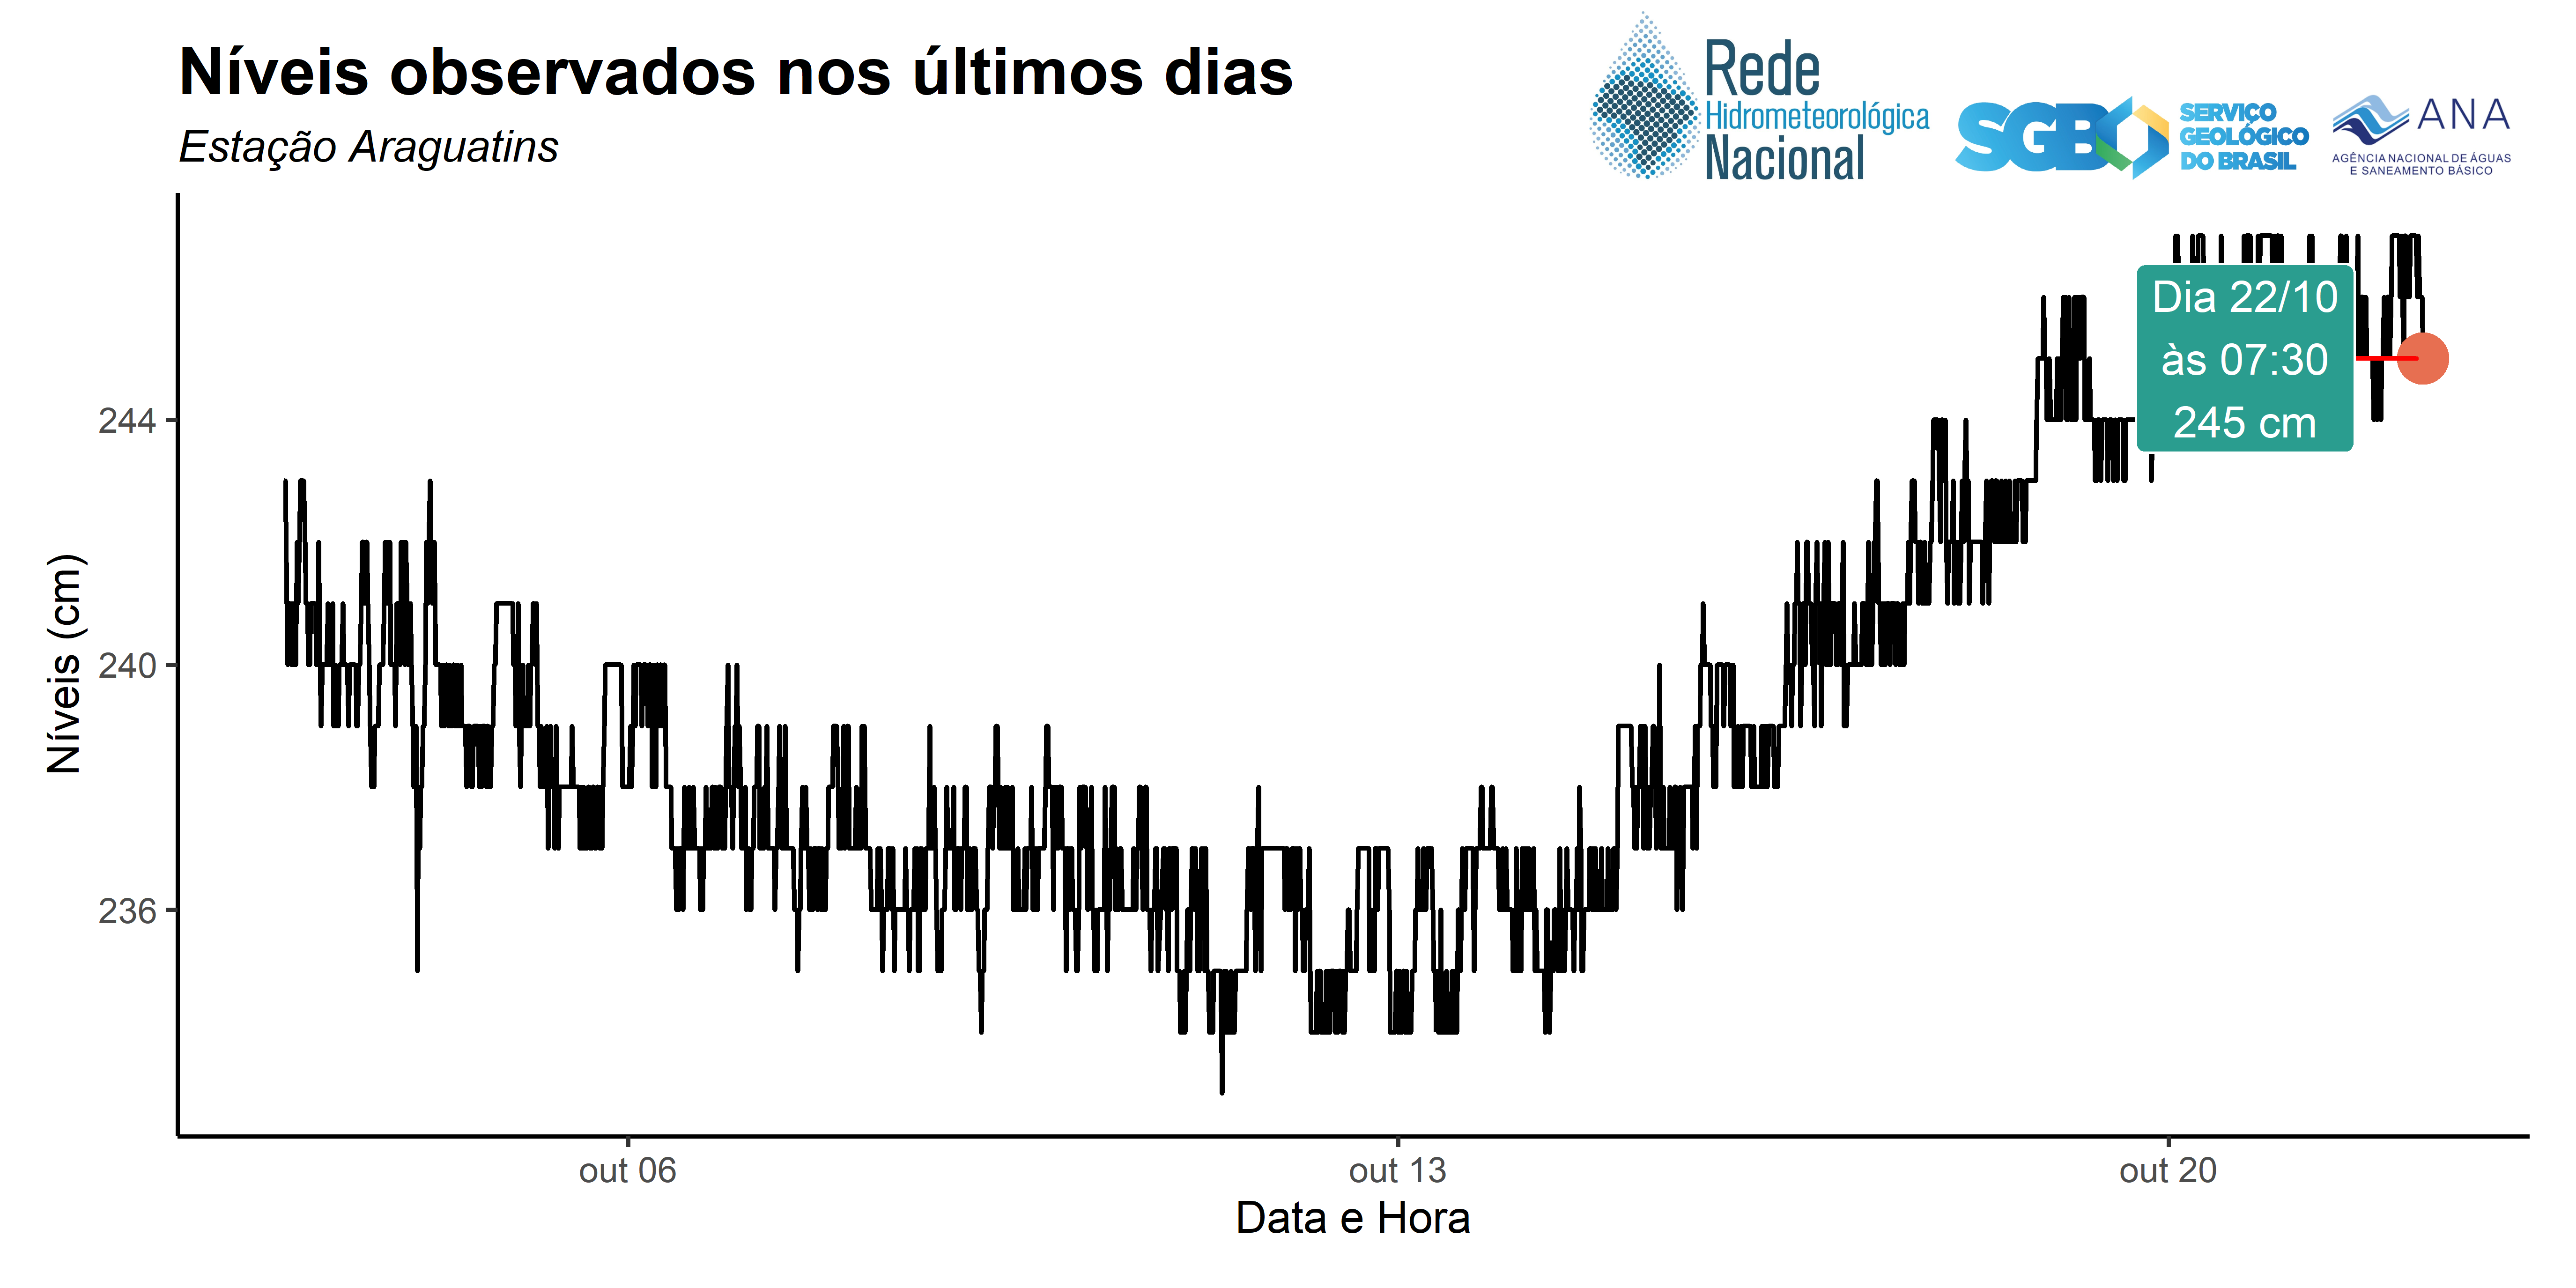 Níveis observados nos últimos dias
Estação Araguatins
Rede
Hidrometeorológica
Nacional
SGB
SERVIÇO
GEOLÓGICO
DO BRASIL
ANA
AGÊNCIA NACIONAL DE ÁGUAS
E SANEAMENTO BÁSICO
Dia 22/10
às 07:30
245 cm
Níveis (cm)
244
240
236
out 06
out 13
out 20
Data e Hora